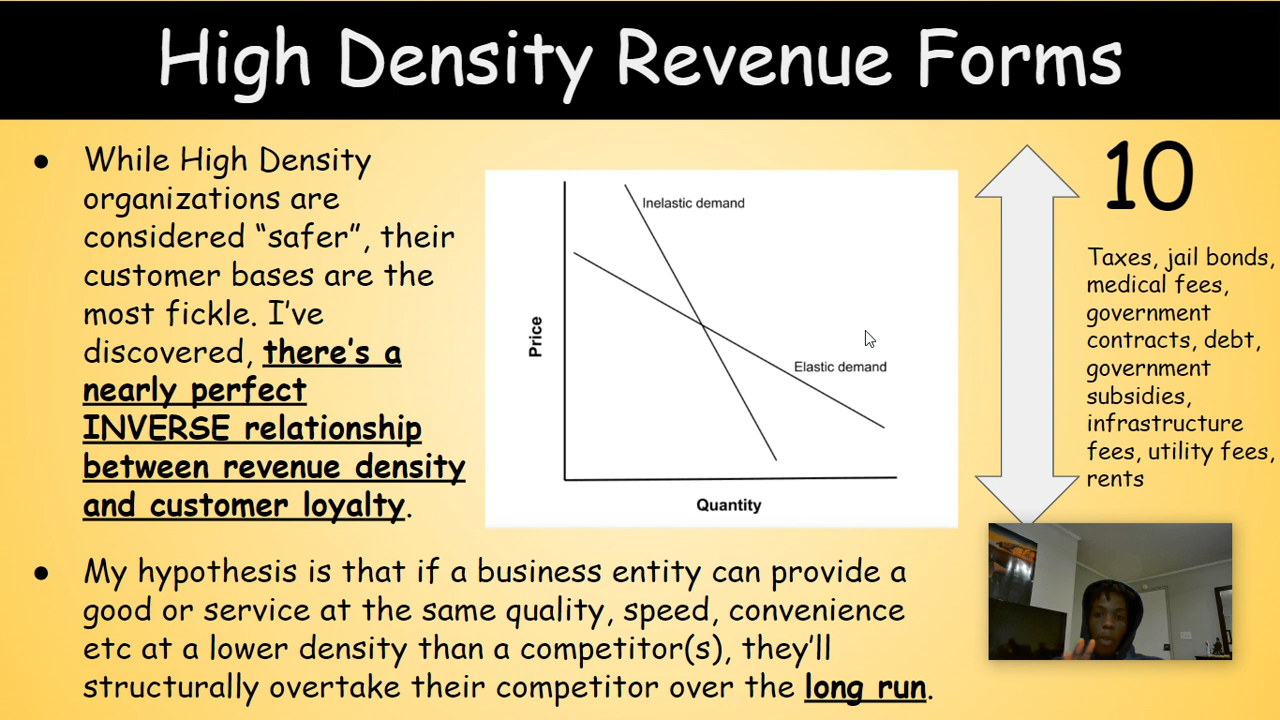 High Density Revenue Forms
● While High Density
organizations are
considered “safer”, their
customer bases are the
most fickle. I’ve
discovered, there’s a
nearly perfect
INVERSE relationship
between revenue density
and customer loyalty.
Inelastic demand
Price
Elastic demand
Quantity
10
Taxes, jail bonds,
medical fees,
government
contracts, debt,
government
subsidies,
infrastructure
fees, utility fees,
rents
● My hypothesis is that if a business entity can provide a
good or service at the same quality, speed, convenience
etc at a lower density than a competitor(s), they’ll
structurally overtake their competitor over the long run.